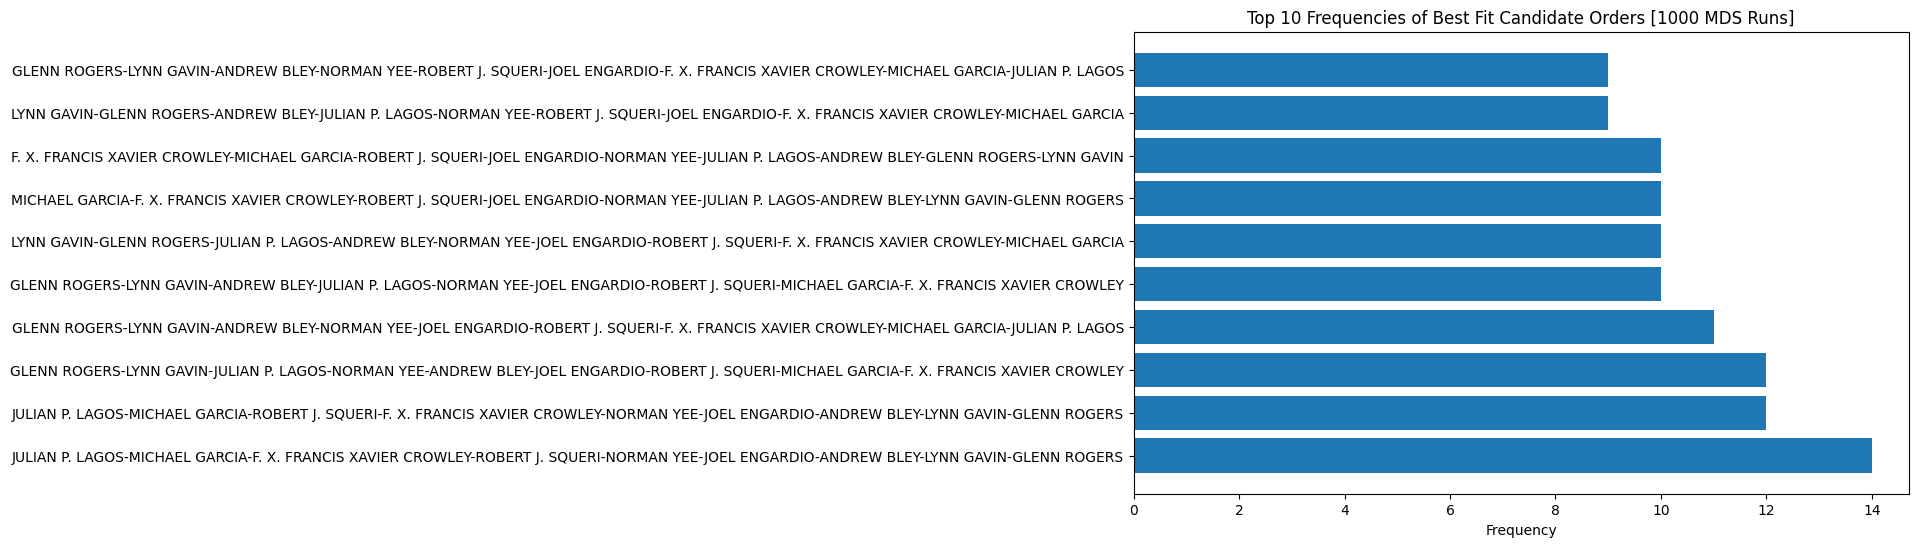 Top 10 Frequencies of Best Fit Candidate Orders [1000 MDS Runs]
GLENN ROGERS-LYNN GAVIN-ANDREW BLEY-NORMAN YEE-ROBERT J. SQUERI-JOEL ENGARDIO-F. X. FRANCIS XAVIER CROWLEY-MICHAEL GARCIA-JULIAN P. LAGOS
LYNN GAVIN-GLENN ROGERS-ANDREW BLEY-JULIAN P. LAGOS-NORMAN YEE-ROBERT J. SQUERI-JOEL ENGARDIO-F. X. FRANCIS XAVIER CROWLEY-MICHAEL GARCIA
F. X. FRANCIS XAVIER CROWLEY-MICHAEL GARCIA-ROBERT J. SQUERI-JOEL ENGARDIO-NORMAN YEE-JULIAN P. LAGOS-ANDREW BLEY-GLENN ROGERS-LYNN GAVIN
MICHAEL GARCIA-F. X. FRANCIS XAVIER CROWLEY-ROBERT J. SQUERI-JOEL ENGARDIO-NORMAN YEE-JULIAN P. LAGOS-ANDREW BLEY-LYNN GAVIN-GLENN ROGERS
LYNN GAVIN-GLENN ROGERS-JULIAN P. LAGOS-ANDREW BLEY-NORMAN YEE-JOEL ENGARDIO-ROBERT J. SQUERI-F. X. FRANCIS XAVIER CROWLEY-MICHAEL GARCIA
GLENN ROGERS-LYNN GAVIN-ANDREW BLEY-JULIAN P. LAGOS-NORMAN YEE-JOEL ENGARDIO-ROBERT J. SQUERI-MICHAEL GARCIA-F. X. FRANCIS XAVIER CROWLEY
GLENN ROGERS-LYNN GAVIN-ANDREW BLEY-NORMAN YEE-JOEL ENGARDIO-ROBERT J. SQUERI-F. X. FRANCIS XAVIER CROWLEY-MICHAEL GARCIA-JULIAN P. LAGOS
GLENN ROGERS-LYNN GAVIN-JULIAN P. LAGOS-NORMAN YEE-ANDREW BLEY-JOEL ENGARDIO-ROBERT J. SQUERI-MICHAEL GARCIA-F. X. FRANCIS XAVIER CROWLEY
JULIAN P. LAGOS-MICHAEL GARCIA-ROBERT J. SQUERI-F. X. FRANCIS XAVIER CROWLEY-NORMAN YEE-JOEL ENGARDIO-ANDREW BLEY-LYNN GAVIN-GLENN ROGERS
JULIAN P. LAGOS-MICHAEL GARCIA-F. X. FRANCIS XAVIER CROWLEY-ROBERT J. SQUERI-NORMAN YEE-JOEL ENGARDIO-ANDREW BLEY-LYNN GAVIN-GLENN ROGERS
0 2 4 6 8 10 12 14
Frequency